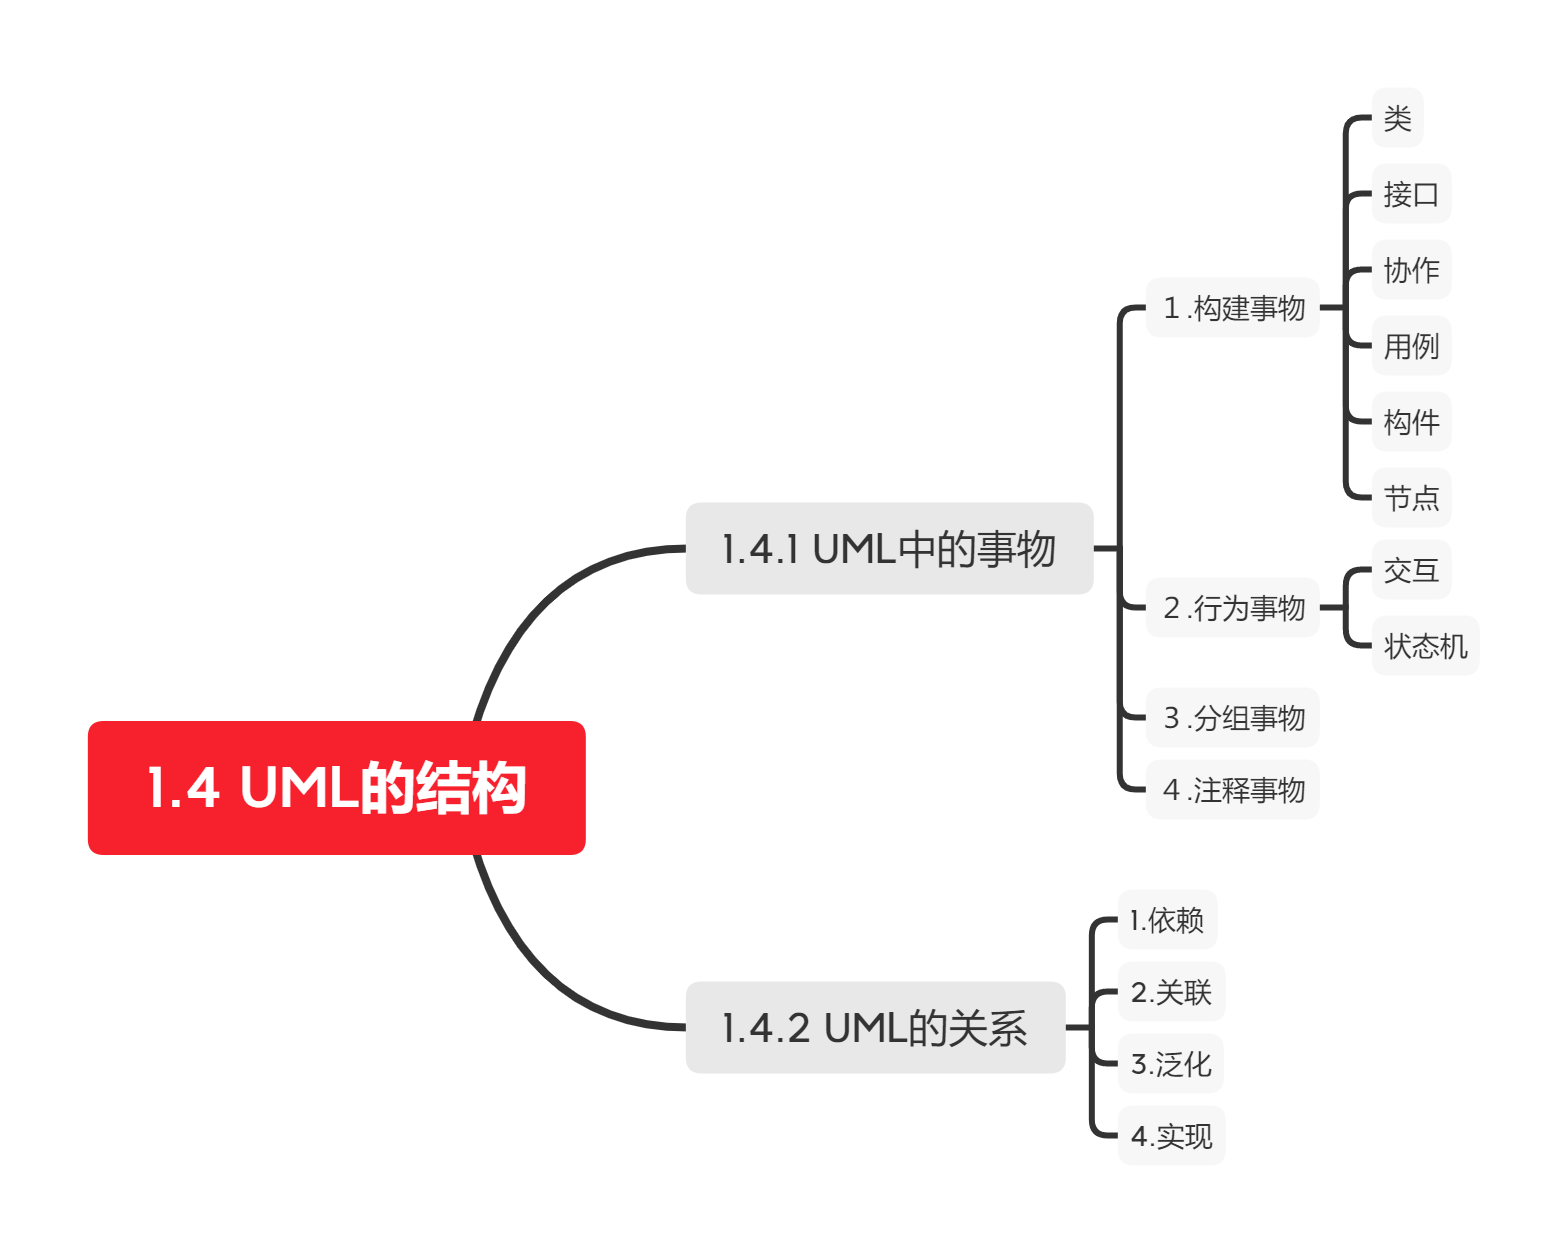 1.4 UML的结构
1.4.1 UML中的事物
1.构建事物
类
接口
协作
用例
构件
节点
2.行为事物
交互
状态机
3.分组事物
4.注释事物
1.4.2 UML的关系
1.依赖
2.关联
3.泛化
4.实现